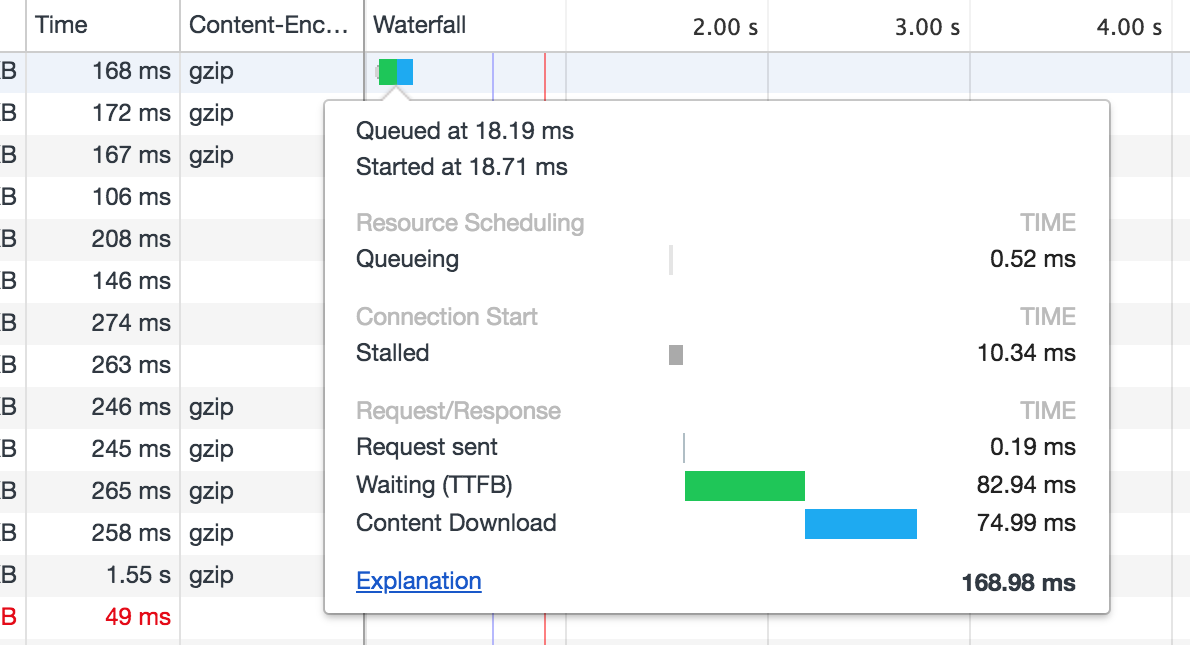 Time Content-Enc… Waterfall 2.00 s 3.00 s 4.00 s
B 168 ms gzip
B 172 ms gzip
B 167 ms gzip
B 106 ms
B 208 ms
B 146 ms
B 274 ms
B 263 ms
B 246 ms gzip
B 245 ms gzip
B 265 ms gzip
B 258 ms gzip
B 1.55 s gzip
B 49 ms
Queued at 18.19 ms
Started at 18.71 ms
Resource Scheduling TIME
Queueing 0.52 ms
Connection Start TIME
Stalled 10.34 ms
Request/Response TIME
Request sent 0.19 ms
Waiting (TTFB) 82.94 ms
Content Download 74.99 ms
Explanation 168.98 ms